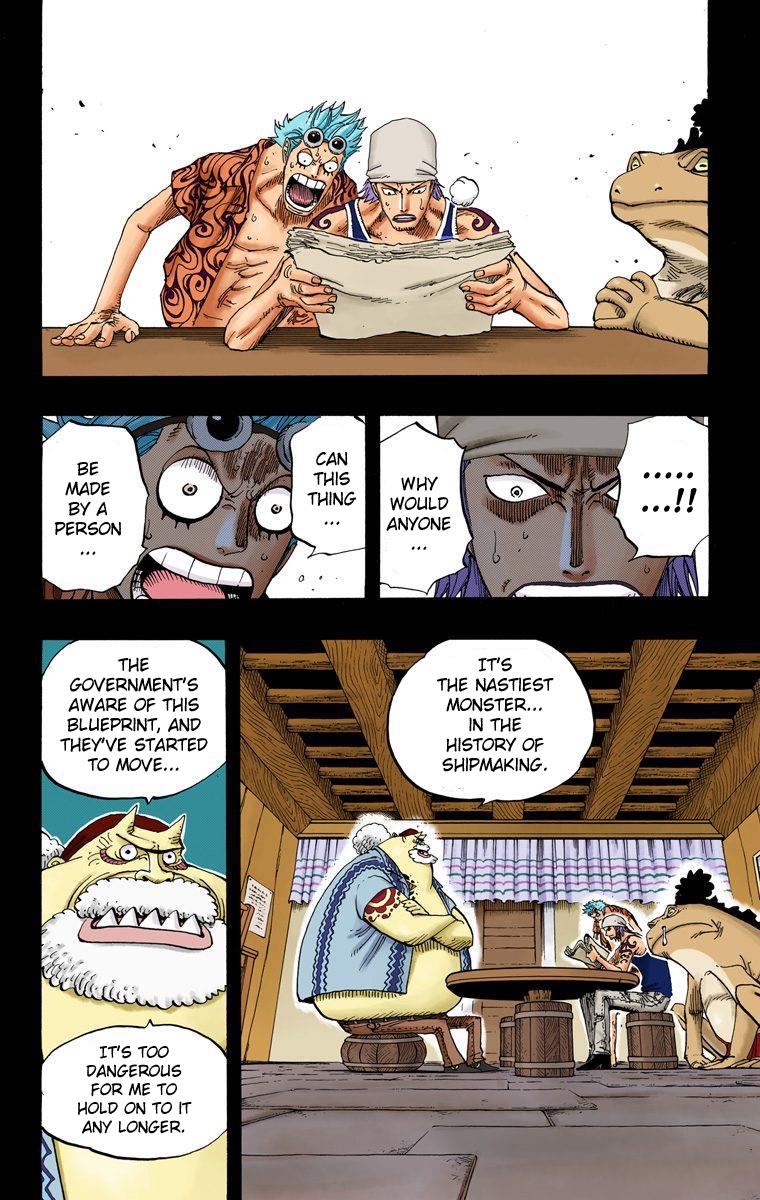 .....
...!!
WHY
WOULD
ANYONE
...
CAN
THIS
THING
...
BE
MADE
BY A
PERSON
...
IT'S
THE NASTIEST
MONSTER...
IN THE
HISTORY OF
SHIPMAKING.
THE
GOVERNMENT'S
AWARE OF THIS
BLUEPRINT, AND
THEY'VE STARTED
TO MOVE...
IT'S TOO
DANGEROUS
FOR ME TO
HOLD ON TO IT
ANY LONGER.